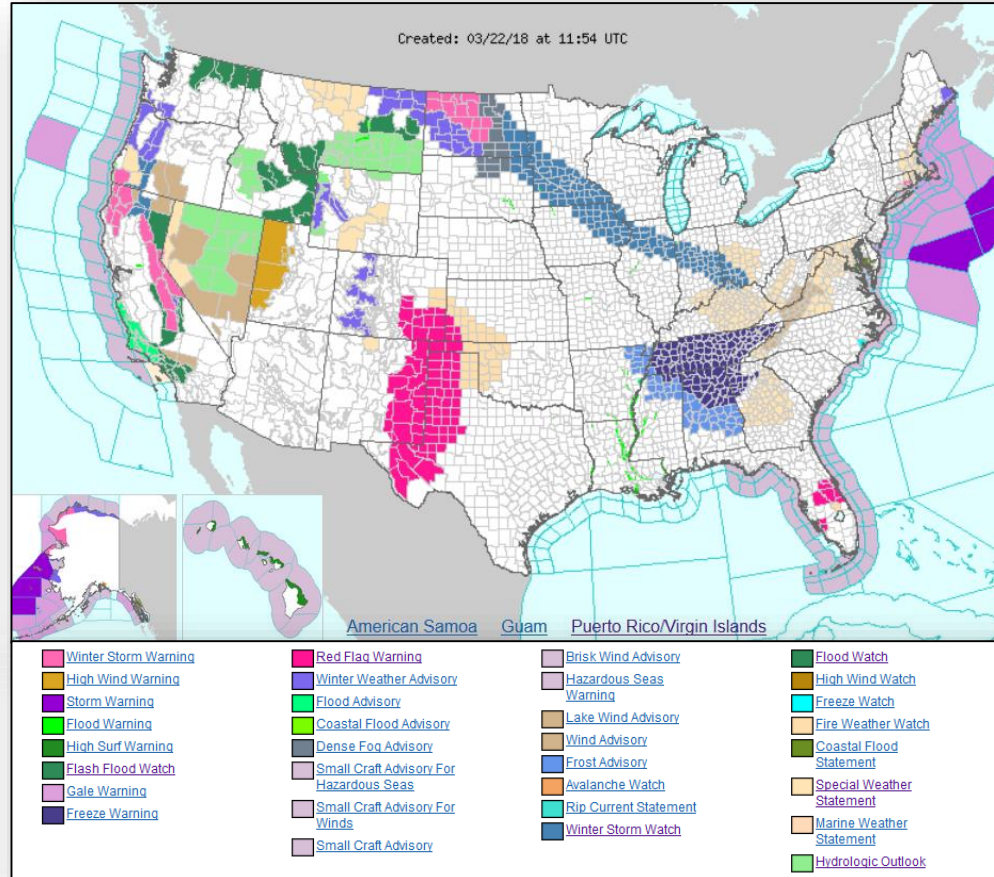 Created: 03/22/18 at 11:54 UTC
American Samoa Guam Puerto Rico/Virgin Islands
Winter Storm Warning
High Wind Warning
Storm Warning
Flood Warning
High Surf Warning
Flash Flood Watch
Gale Warning
Freeze Warning
Red Flag Warning
Winter Weather Advisory
Flood Advisory
Coastal Flood Advisory
Dense Fog Advisory
Small Craft Advisory For
Hazardous Seas
Small Craft Advisory For
Winds
Small Craft Advisory
Brisk Wind Advisory
Hazardous Seas
Warning
Lake Wind Advisory
Wind Advisory
Frost Advisory
Avalanche Watch
Rip Current Statement
Winter Storm Watch
Flood Watch
High Wind Watch
Freeze Watch
Fire Weather Watch
Coastal Flood
Statement
Special Weather
Statement
Marine Weather
Statement
Hydrologic Outlook